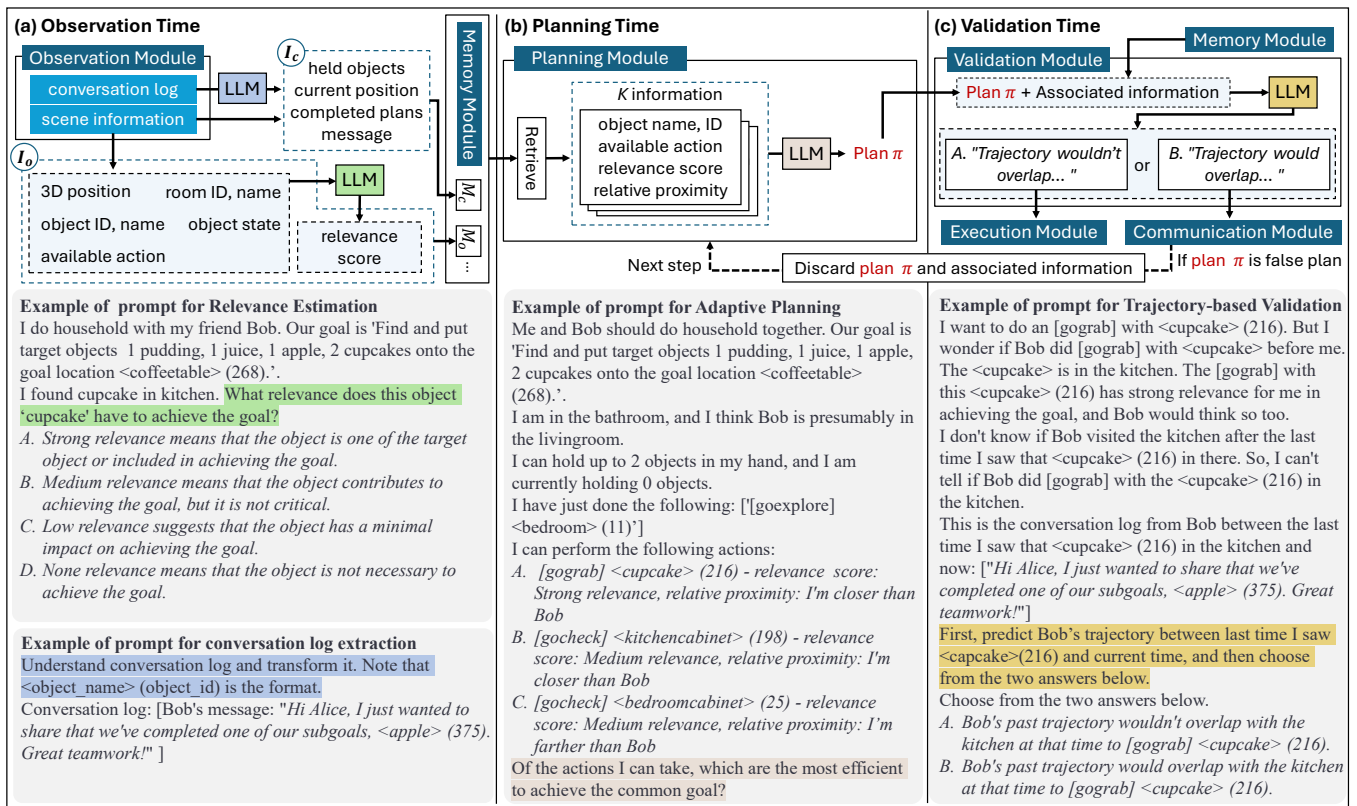 (a) Observation Time
Observation Module
conversation log
scene information
LLM
I_c
held objects
current position
completed plans
message
I_o
3D position
room ID, name
object ID, name
object state
available action
LLM
relevance
score
Memory Module
M_c
M_o
...
(b) Planning Time
Planning Module
Retrieve
K information
object name, ID
available action
relevance score
relative proximity
LLM
Plan π
Next step
Discard plan π and associated information
(c) Validation Time
Memory Module
Validation Module
Plan π + Associated information
LLM
A. "Trajectory wouldn't
overlap... "
or
B. "Trajectory would
overlap... "
Execution Module
Communication Module
If plan π is false plan
Example of prompt for Relevance Estimation
I do household with my friend Bob. Our goal is 'Find and put
target objects 1 pudding, 1 juice, 1 apple, 2 cupcakes onto the
goal location <coffeetable> (268).'.
I found cupcake in kitchen. What relevance does this object
‘cupcake' have to achieve the goal?
A. Strong relevance means that the object is one of the target
object or included in achieving the goal.
B. Medium relevance means that the object contributes to
achieving the goal, but it is not critical.
C. Low relevance suggests that the object has a minimal
impact on achieving the goal.
D. None relevance means that the object is not necessary to
achieve the goal.
Example of prompt for conversation log extraction
Understand conversation log and transform it. Note that
<object_name> (object_id) is the format.
Conversation log: [Bob's message: "Hi Alice, I just wanted to
share that we've completed one of our subgoals, <apple> (375).
Great teamwork!" ]
Example of prompt for Adaptive Planning
Me and Bob should do household together. Our goal is
'Find and put target objects 1 pudding, 1 juice, 1 apple,
2 cupcakes onto the goal location <coffeetable>
(268).'.
I am in the bathroom, and I think Bob is presumably in
the livingroom.
I can hold up to 2 objects in my hand, and I am
currently holding 0 objects.
I have just done the following: ['[goexplore]
<bedroom> (11)’]
I can perform the following actions:
A. [gograb] <cupcake> (216) - relevance score:
Strong relevance, relative proximity: I'm closer than
Bob
B. [gocheck] <kitchencabinet> (198) - relevance
score: Medium relevance, relative proximity: I'm
closer than Bob
C. [gocheck] <bedroomcabinet> (25) - relevance
score: Medium relevance, relative proximity: I’m
farther than Bob
Of the actions I can take, which are the most efficient
to achieve the common goal?
Example of prompt for Trajectory-based Validation
I want to do an [gograb] with <cupcake> (216). But I
wonder if Bob did [gograb] with <cupcake> before me.
The <cupcake> is in the kitchen. The [gograb] with
this <cupcake> (216) has strong relevance for me in
achieving the goal, and Bob would think so too.
I don't know if Bob visited the kitchen after the last
time I saw that <cupcake> (216) in there. So, I can't
tell if Bob did [gograb] with the <cupcake> (216) in
the kitchen.
This is the conversation log from Bob between the last
time I saw that <cupcake> (216) in the kitchen and
now: ["Hi Alice, I just wanted to share that we've
completed one of our subgoals, <apple> (375). Great
teamwork!"]
First, predict Bob’s trajectory between last time I saw
<capcake>(216) and current time, and then choose
from the two answers below.
Choose from the two answers below.
A. Bob's past trajectory wouldn't overlap with the
kitchen at that time to [gograb] <cupcake> (216).
B. Bob's past trajectory would overlap with the kitchen
at that time to [gograb] <cupcake> (216).